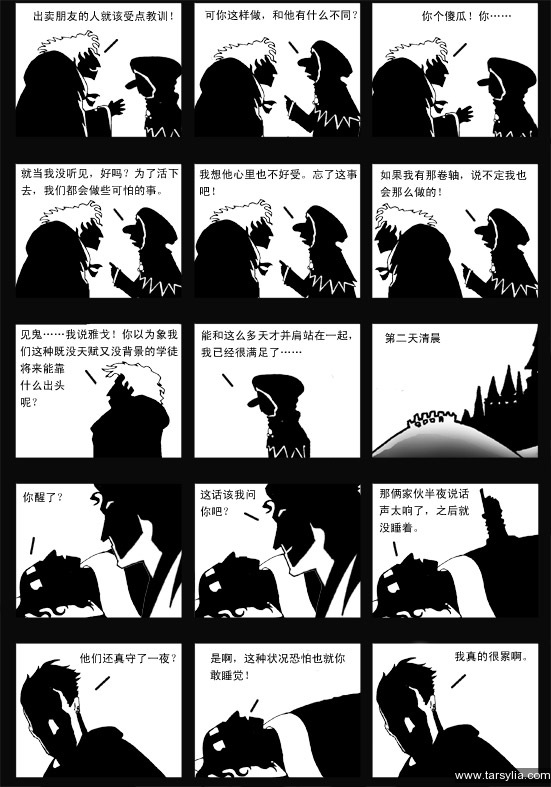 出卖朋友的人就该受点教训！
可你这样做，和他有什么不同？
你个傻瓜！你……
就当我没听见，好吗？为了活下
去，我们都会做些可怕的事。
我想他心里也不好受。忘了这事
吧！
如果我有那卷轴，说不定我也
会那么做的！
见鬼……我说雅戈！你以为象我
们这种既没天赋又没背景的学徒
将来能靠
什么出头
呢？
能和这么多天才并肩站在一起，
我已经很满足了……
第二天清晨
你醒了？
这话该我问
你吧？
那俩家伙半夜说话
声太响了，之后就
没睡着。
他们还真守了一夜？
是啊，这种状况恐怕也就你
敢睡觉！
我真的很累啊。
www.tarsylia.com